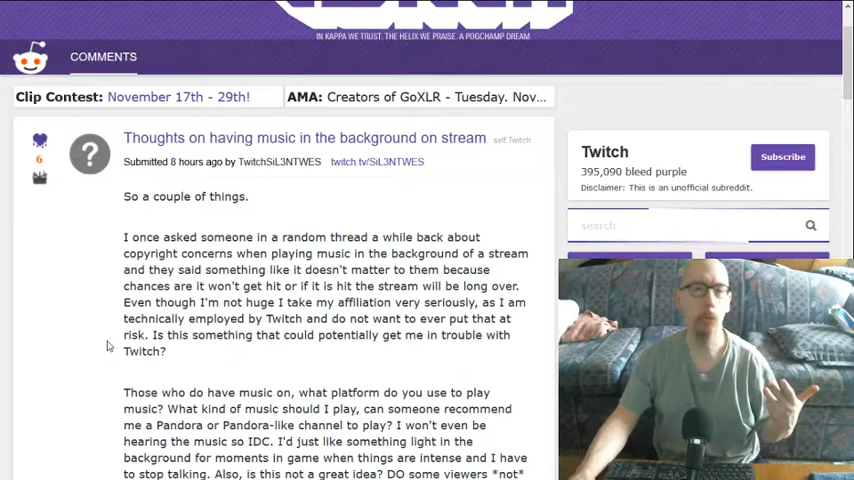 IN KAPPA WE TRUST. THE HELIX WE PRAISE. A POGCHAMP DREAM
COMMENTS
Clip Contest: November 17th - 29th!
AMA: Creators of GoXLR - Tuesday. Nov...
Thoughts on having music in the background on stream
self.Twitch
6
?
Submitted 8 hours ago by TwitchSiL3NTWES twitch.tv/SiL3NTWES
So a couple of things.
I once asked someone in a random thread a while back about
copyright concerns when playing music in the background of a stream
and they said something like it doesn't matter to them because
chances are it won't get hit or if it is hit the stream will be long over.
Even though I'm not huge I take my affiliation very seriously, as I am
technically employed by Twitch and do not want to ever put that at
risk. Is this something that could potentially get me in trouble with
Twitch?
Those who do have music on, what platform do you use to play
music? What kind of music should I play, can someone recommend
me a Pandora or Pandora-like channel to play? I won't even be
hearing the music so IDC. I'd just like something light in the
background for moments in game when things are intense and I have
to stop talking. Also, is this not a great idea? DO some viewers *not*
Twitch
395,090 bleed purple
Subscribe
Disclaimer: This is an unofficial subreddit.
search...